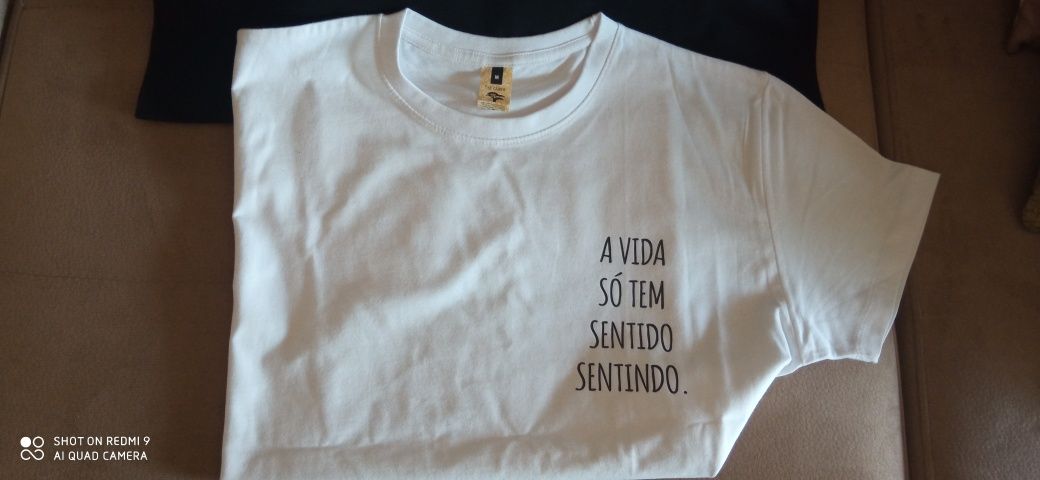 M
A VIDA
SÓ TEM
SENTIDO
SENTINDO.
SHOT ON REDMI 9
AI QUAD CAMERA